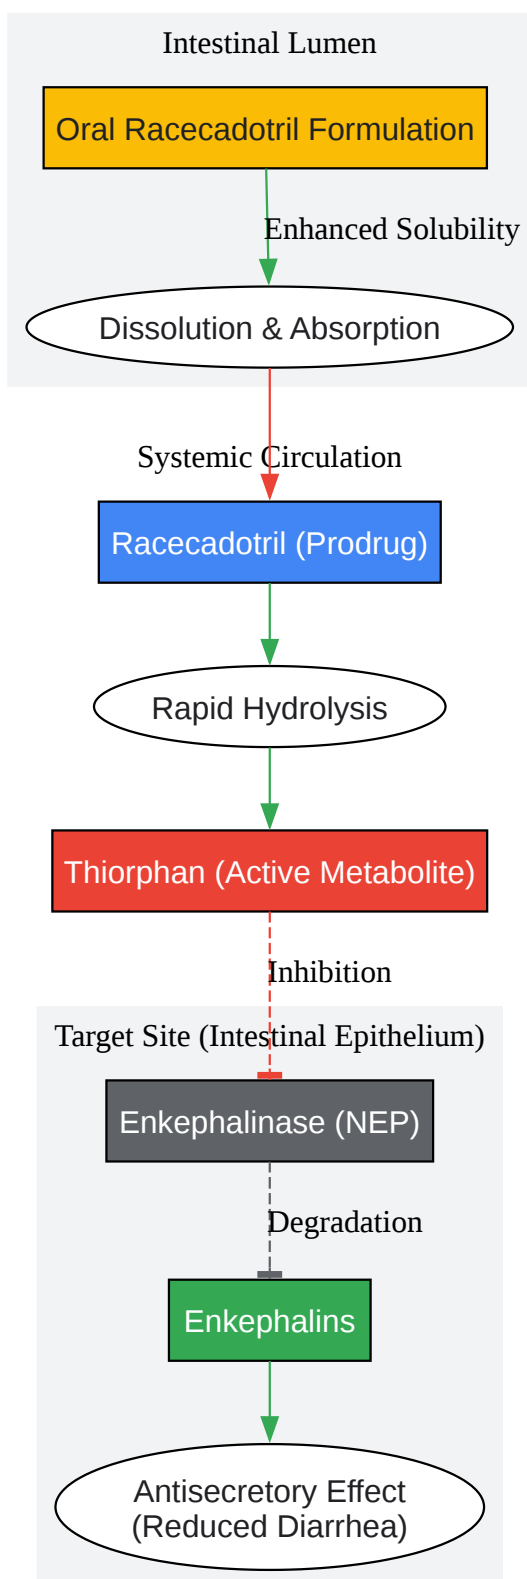 Intestinal Lumen
Oral Racecadotril Formulation
Enhanced Solubility
Dissolution & Absorption
Systemic Circulation
Racecadotril (Prodrug)
Rapid Hydrolysis
Thiorphan (Active Metabolite)
Inhibition
Target Site (Intestinal Epithelium)
Enkephalinase (NEP)
Degradation
Enkephalins
Antisecretory Effect
(Reduced Diarrhea)